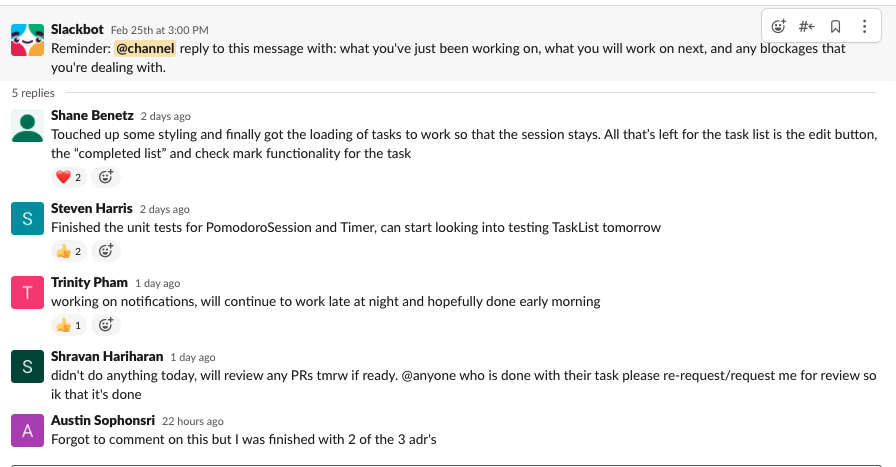 Slackbot Feb 25th at 3:00 PM
Reminder: @channel reply to this message with: what you've just been working on, what you will work on next, and any blockages that
you're dealing with.
5 replies
Shane Benetz 2 days ago
Touched up some styling and finally got the loading of tasks to work so that the session stays. All that's left for the task list is the edit button,
the “completed list” and check mark functionality for the task
2
S
Steven Harris 2 days ago
Finished the unit tests for PomodoroSession and Timer, can start looking into testing TaskList tomorrow
2
T
Trinity Pham 1 day ago
working on notifications, will continue to work late at night and hopefully done early morning
1
S
Shravan Hariharan 1 day ago
didn't do anything today, will review any PRs tmrw if ready. @anyone who is done with their task please re-request/request me for review so
ik that it's done
A
Austin Sophonsri 22 hours ago
Forgot to comment on this but I was finished with 2 of the 3 adr's